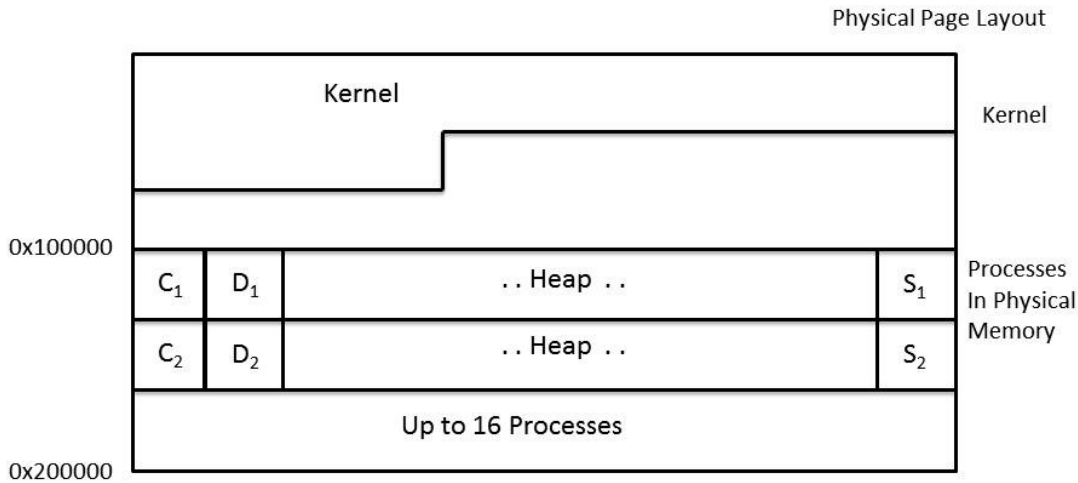 Physical Page Layout
Kernel
Kernel
0x100000
C1 D1 . . Heap . . S1
Processes
In Physical
Memory
C2 D2 . . Heap . . S2
Up to 16 Processes
0x200000